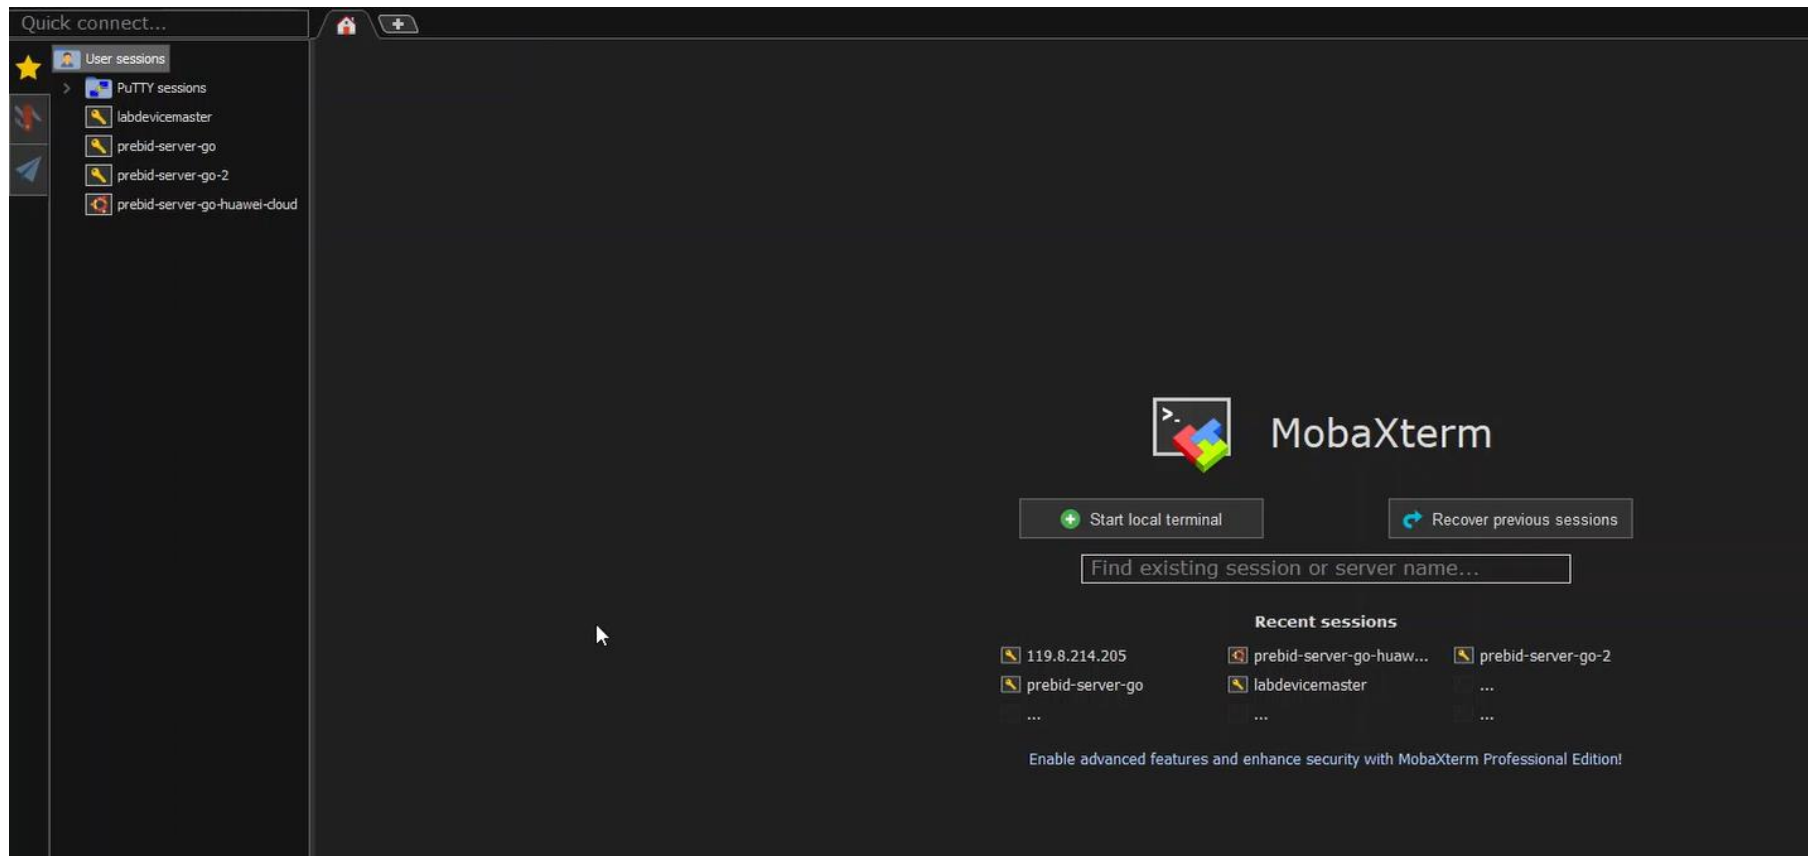 Quick connect...
User sessions
PuTTY sessions
labdevicemaster
prebid-server-go
prebid-server-go-2
prebid-server-go-huawei-cloud
>_
MobaXterm
Start local terminal
Recover previous sessions
Find existing session or server name...
Recent sessions
119.8.214.205 prebid-server-go-huaw... prebid-server-go-2
prebid-server-go labdevicemaster ...
... ... ...
Enable advanced features and enhance security with MobaXterm Professional Edition!